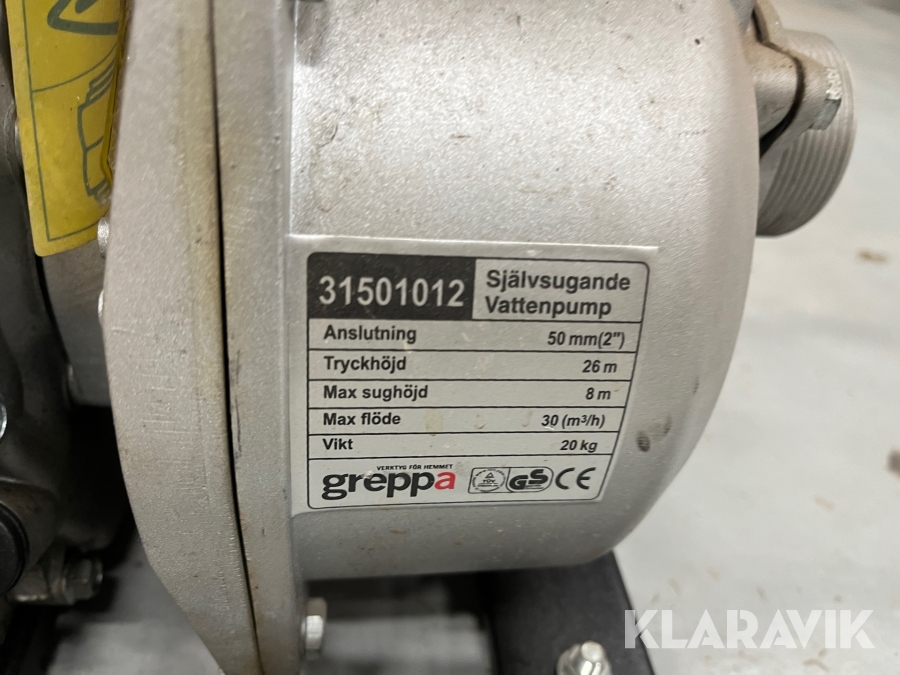 31501012 Självsugande
Vattenpump
Anslutning 50 mm(2")
Tryckhöjd 26 m
Max sughöjd 8 m
Max flöde 30 (m³/h)
Vikt 20 kg
VERKTYG FÖR HEMMET
greppa TÜV GS CE
KLARAVIK